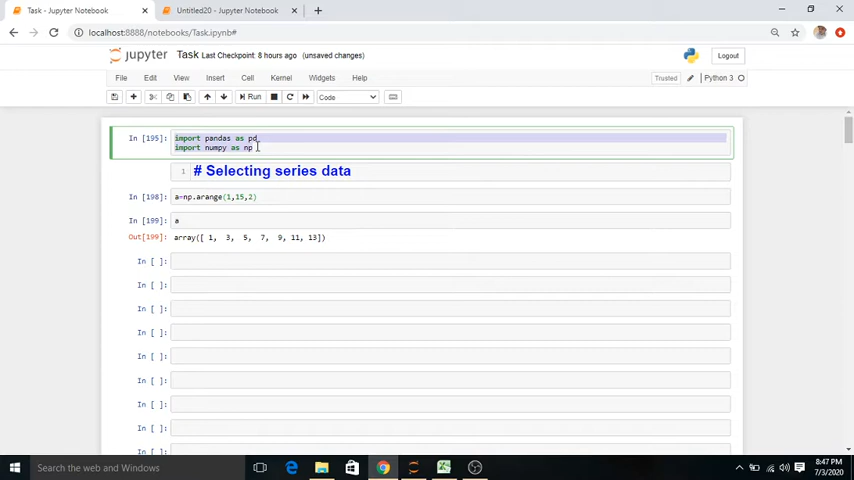 Task - Jupyter Notebook
Untitled20 - Jupyter Notebook
localhost:8888/notebooks/Task.ipynb#
jupyter Task Last Checkpoint: 8 hours ago (unsaved changes)
Logout
File Edit View Insert Cell Kernel Widgets Help
Trusted
Python 3
Run
Code
In [195]: import pandas as pd
import numpy as np
1 # Selecting series data
In [198]: a=np.arange(1,15,2)
In [199]: a
Out[199]: array([ 1, 3, 5, 7, 9, 11, 13])
In [ ]:
In [ ]:
In [ ]:
In [ ]:
In [ ]:
In [ ]:
In [ ]:
In [ ]:
In [ ]:
Search the web and Windows
8:47 PM
7/3/2020